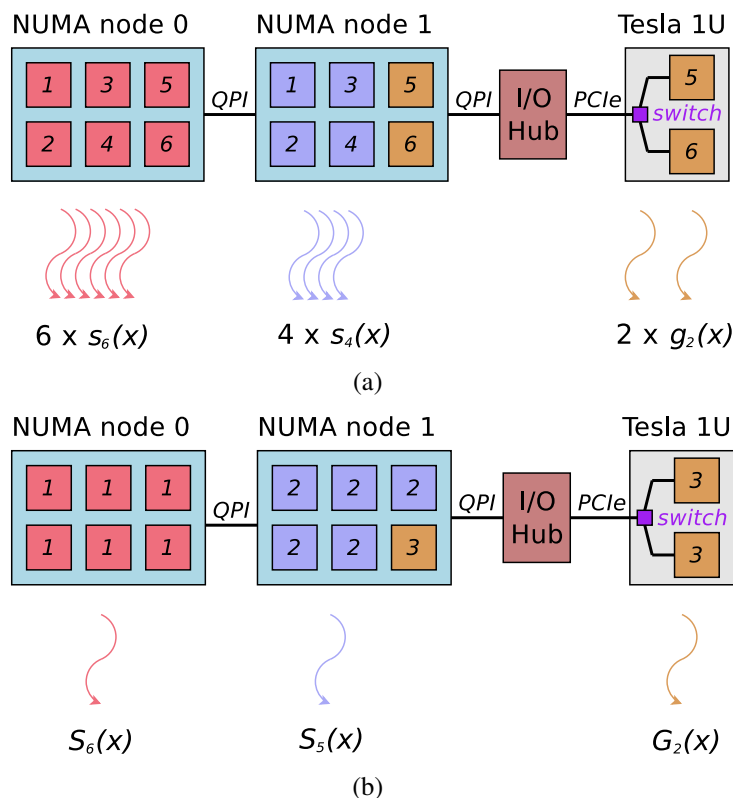 NUMA node 0 NUMA node 1 Tesla 1U
1 3 5 QPI 1 3 5 QPI I/O Hub PCIe 5
switch
2 4 6 2 4 6 6
6 x s₆(x) 4 x s₄(x) 2 x g₂(x)
(a)
NUMA node 0 NUMA node 1 Tesla 1U
1 1 1 QPI 2 2 2 QPI I/O Hub PCIe 3
switch
1 1 1 2 2 3 3
S₆(x) S₅(x) G₂(x)
(b)